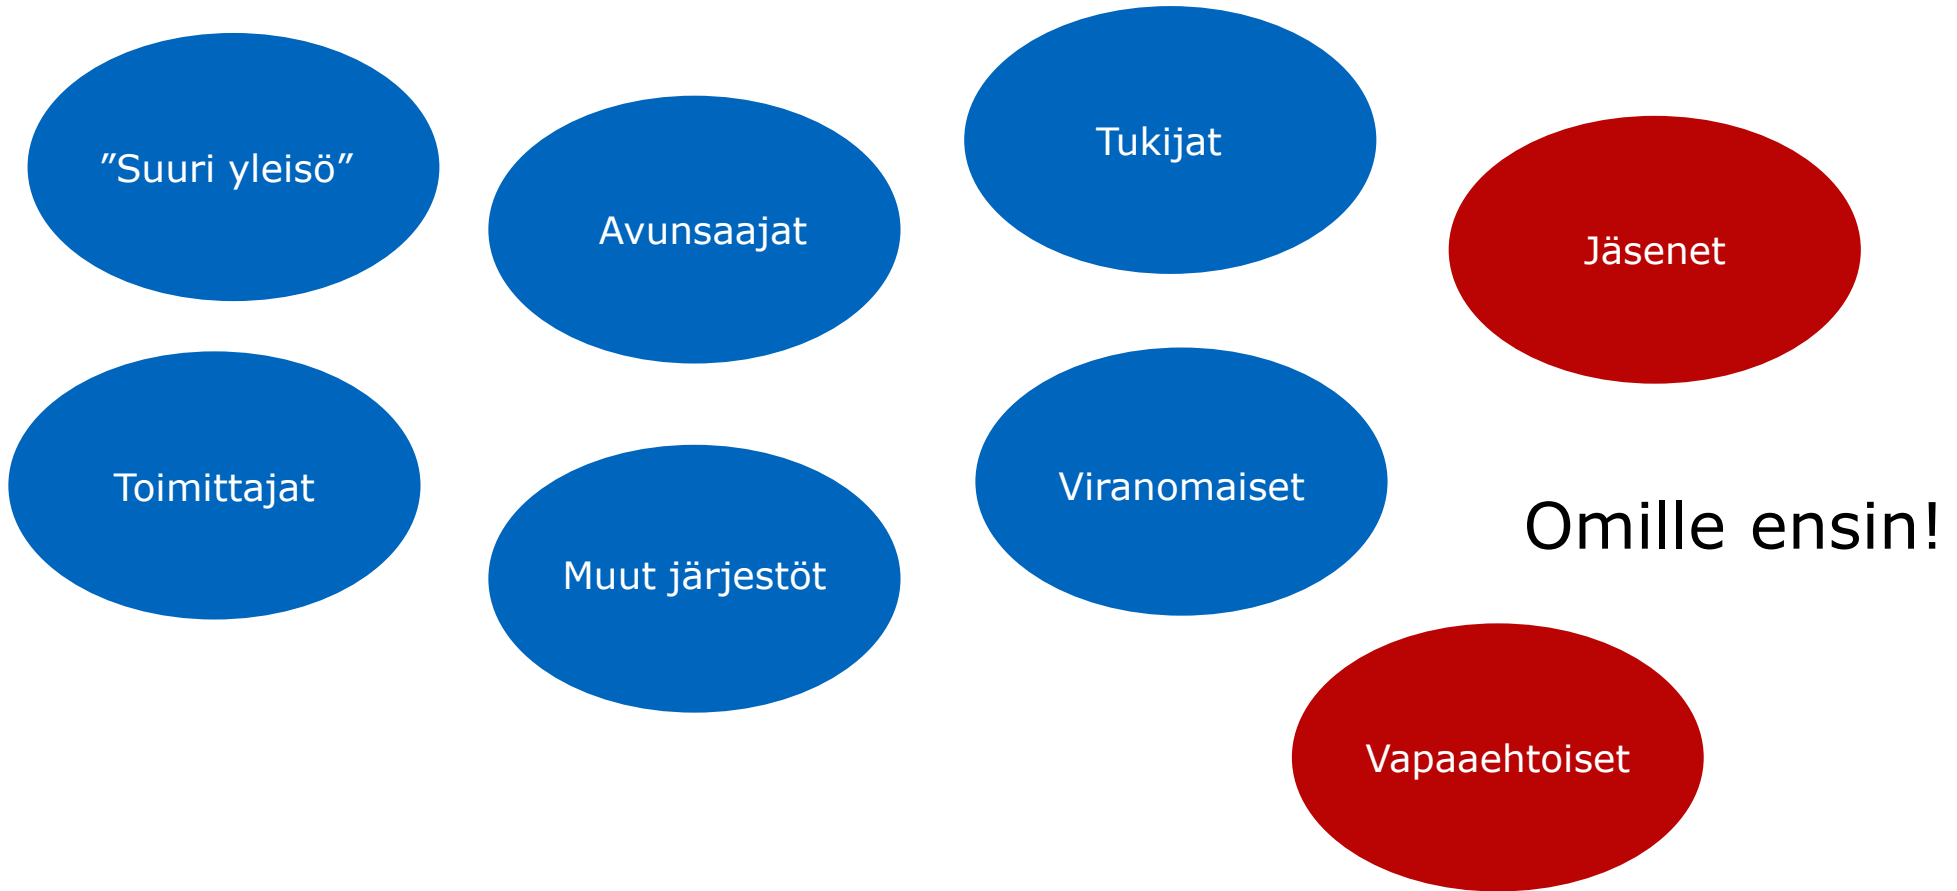 ”Suuri yleisö”
Avunsaajat
Tukijat
Jäsenet
Toimittajat
Muut järjestöt
Viranomaiset
Omille ensin!
Vapaaehtoiset